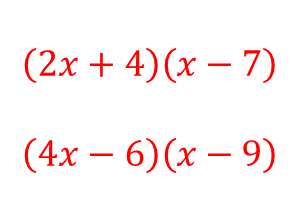 (2𝑥 + 4)(𝑥 − 7)
(4𝑥 − 6)(𝑥 − 9)